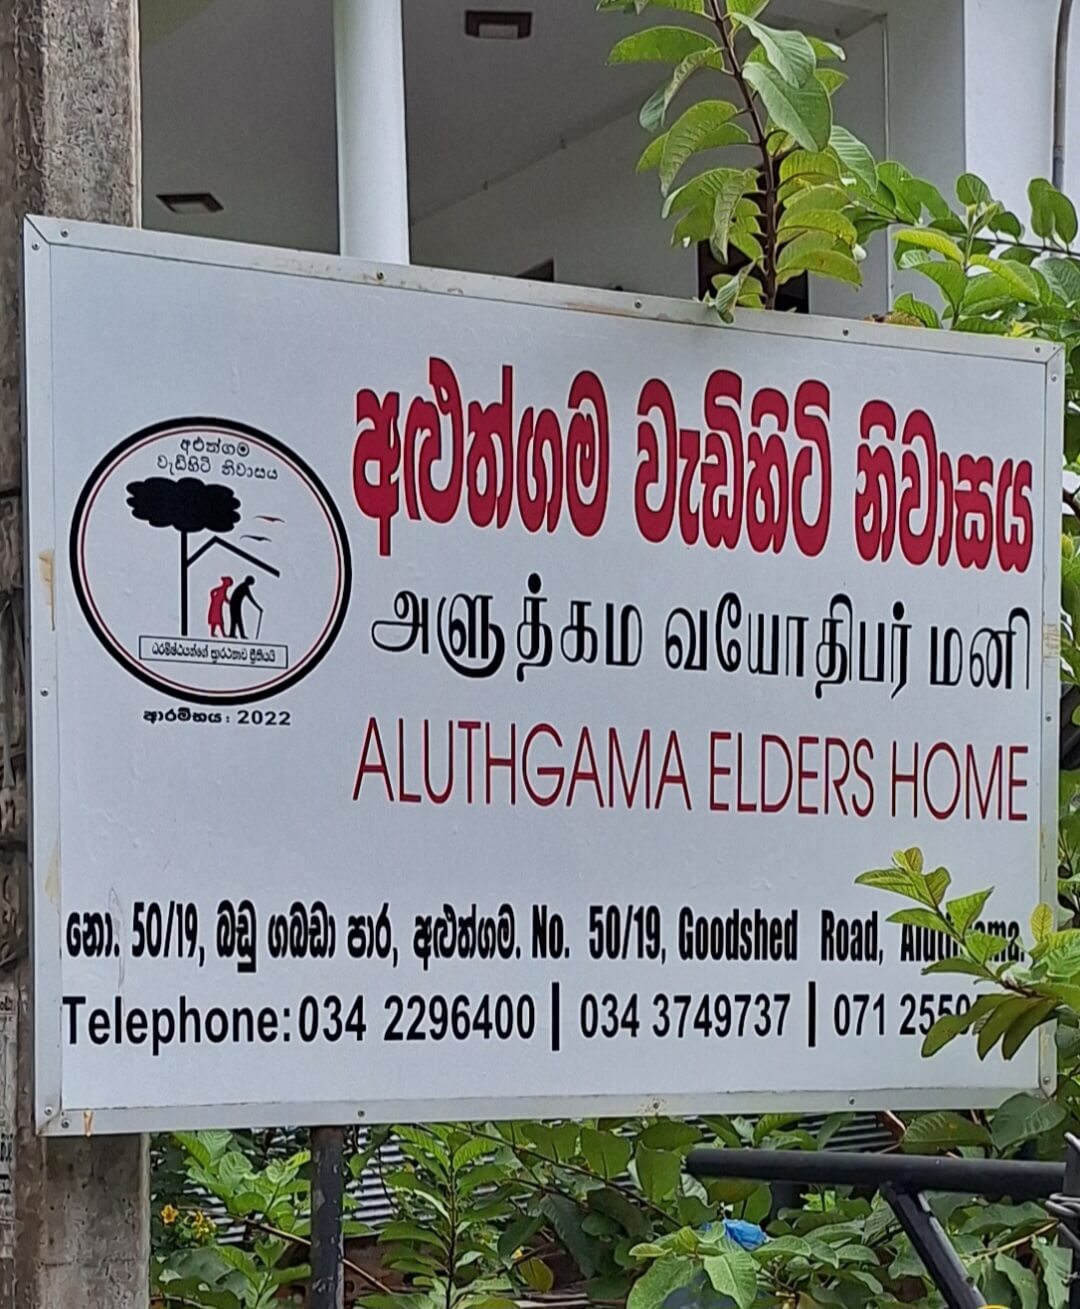 අළුත්ගම
වැඩිහිටි නිවාසය
ආරම්භය: 2022
අළුත්ගම වැඩිහිටි නිවාසය
அளுத்கம வயோதிபர் மனி
ALUTHGAMA ELDERS HOME
නො. 50/19, බඩු ගබඩා පාර, අළුත්ගම. No. 50/19, Goodshed Road,
Telephone:034 2296400 | 034 3749737 | 071